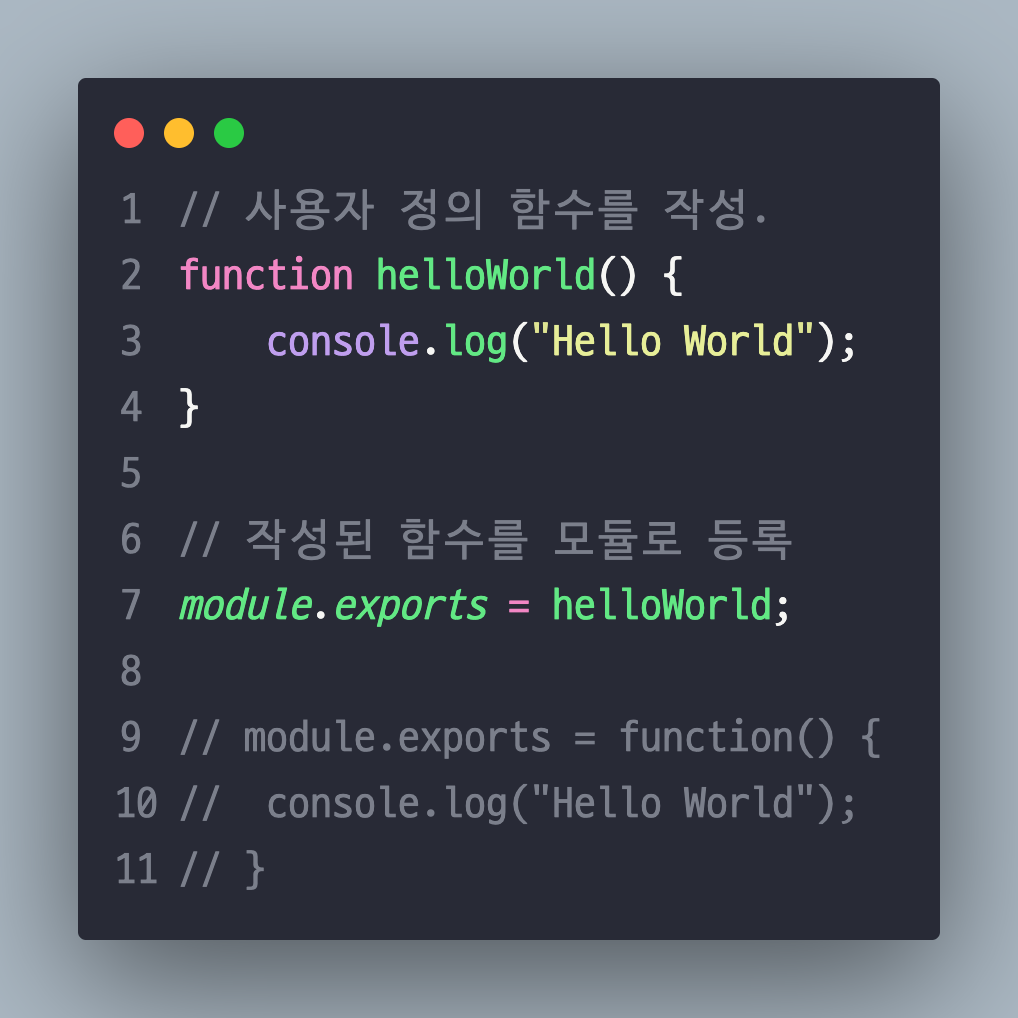 1 // 사용자 정의 함수를 작성.
2 function helloWorld() {
3     console.log("Hello World");
4 }
5
6 // 작성된 함수를 모듈로 등록
7 module.exports = helloWorld;
8
9 // module.exports = function() {
10 //  console.log("Hello World");
11 // }